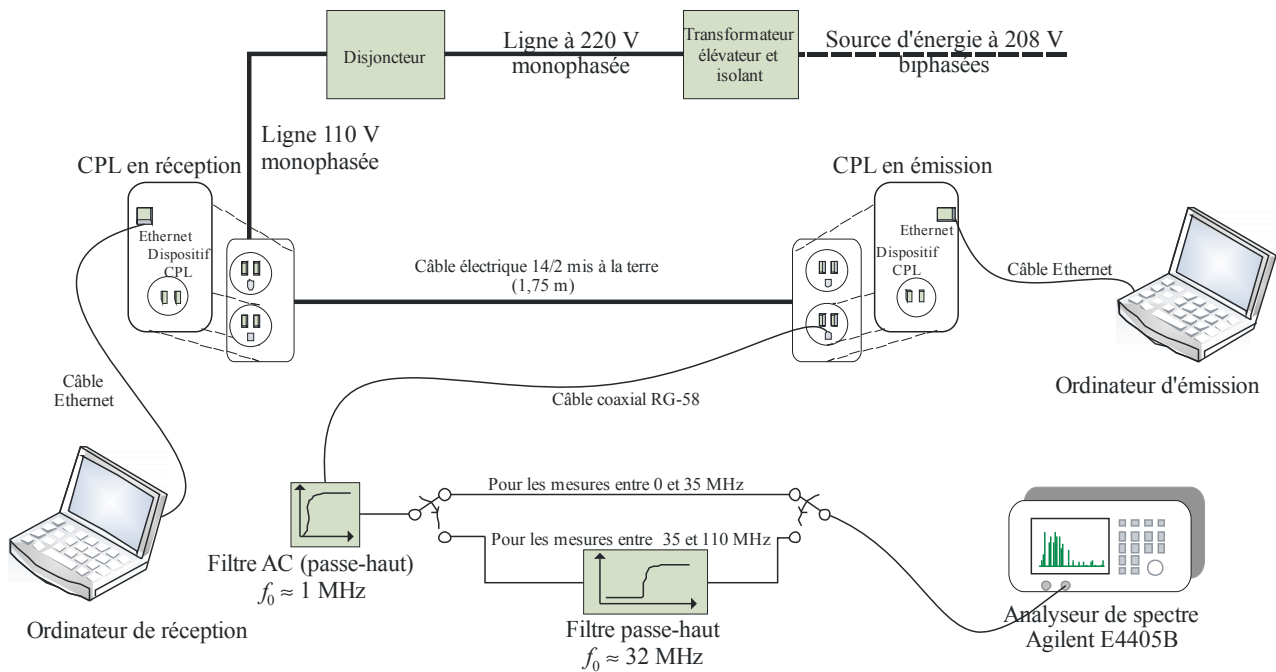 Disjoncteur
Ligne à 220 V
monophasée
Transformateur
élévateur et
isolant
Source d'énergie à 208 V
biphasées
Ligne 110 V
monophasée
CPL en réception
CPL en émission
Ethernet
Dispositif
CPL
Câble électrique 14/2 mis à la terre
(1,75 m)
Ethernet
Dispositif
CPL
Câble Ethernet
Ordinateur d'émission
Câble
Ethernet
Câble coaxial RG-58
Pour les mesures entre 0 et 35 MHz
Pour les mesures entre 35 et 110 MHz
Filtre AC (passe-haut)
f0 ≈ 1 MHz
Ordinateur de réception
Filtre passe-haut
f0 ≈ 32 MHz
Analyseur de spectre
Agilent E4405B